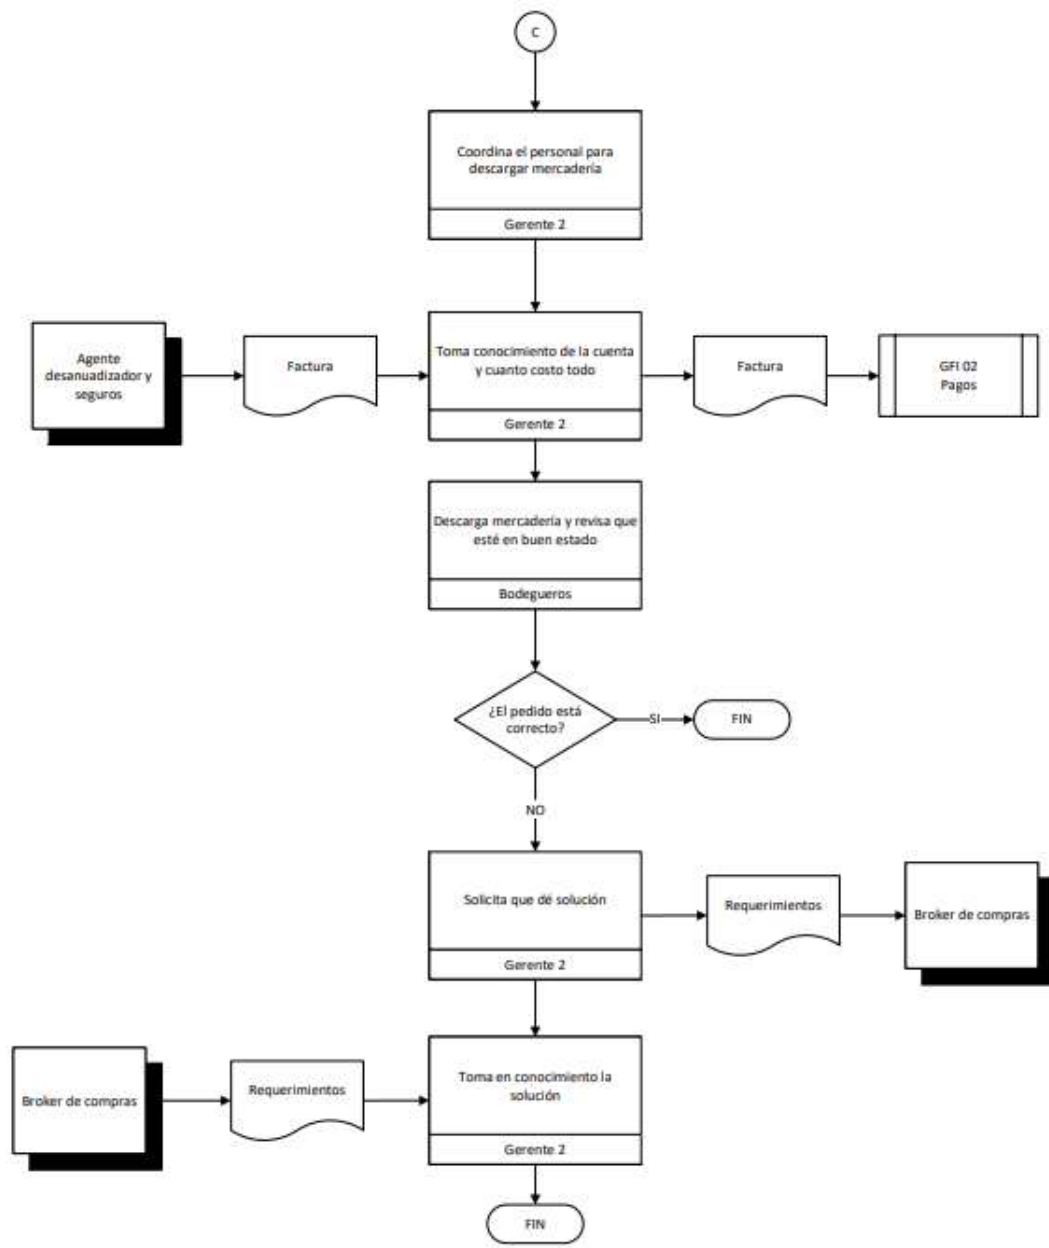 C
Coordina el personal para
descargar mercadería
Gerente 2
Agente
desanuadizador y
seguros
Factura
Toma conocimiento de la cuenta
y cuanto costo todo
Gerente 2
Factura
GFI 02
Pagos
Descarga mercadería y revisa que
esté en buen estado
Bodegueros
¿El pedido está
correcto?
SI
FIN
NO
Solicita que dé solución
Gerente 2
Requerimientos
Broker de compras
Broker de compras
Requerimientos
Toma en conocimiento la
solución
Gerente 2
FIN